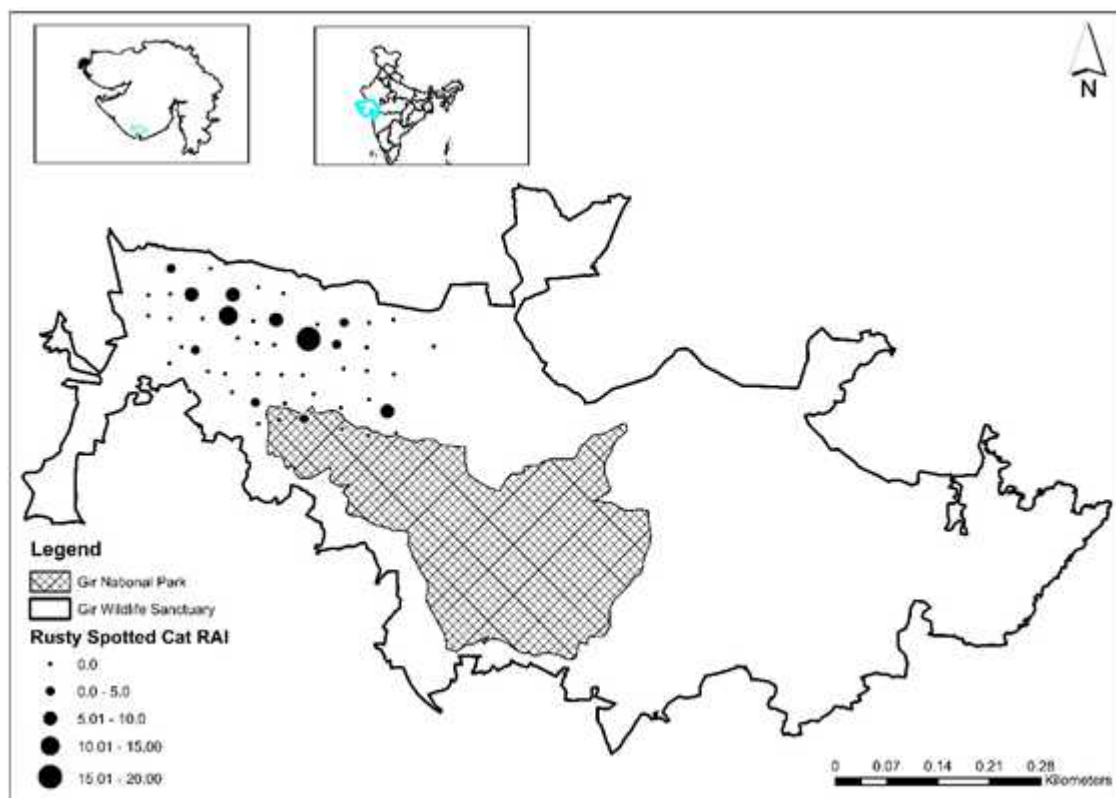 N
Legend
Gir National Park
Gir Wildlife Sanctuary
Rusty Spotted Cat RAI
0.0
0.0 - 5.0
5.01 - 10.0
10.01 - 15.00
15.01 - 20.00
0 0.07 0.14 0.21 0.28
Kilometers